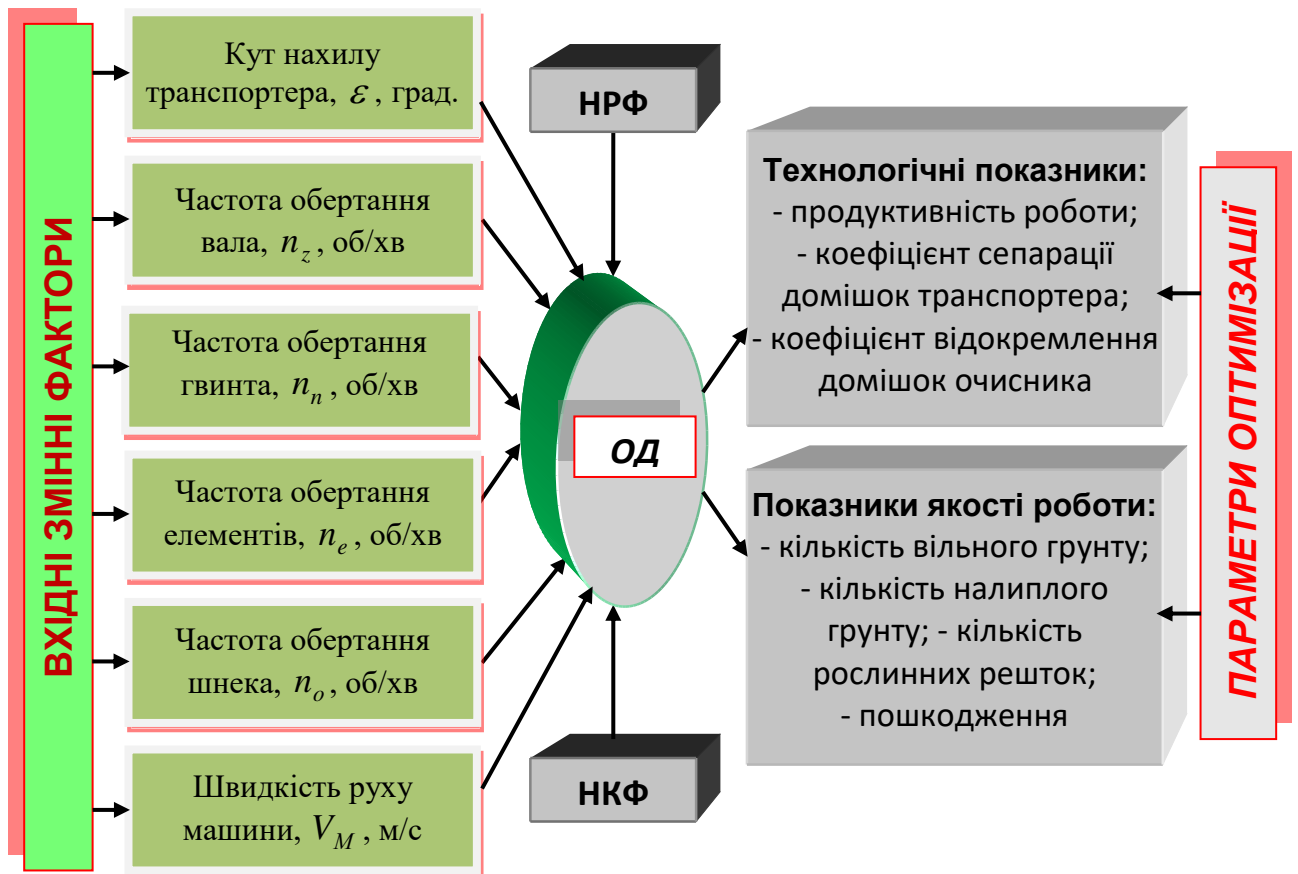 ВХІДНІ ЗМІННІ ФАКТОРИ
Кут нахилу
транспортера, ε, град.
Частота обертання
вала, n_z, об/хв
Частота обертання
гвинта, n_n, об/хв
Частота обертання
елементів, n_e, об/хв
Частота обертання
шнека, n_o, об/хв
Швидкість руху
машини, V_M, м/с
НРФ
ОД
НКФ
Технологічні показники:
- продуктивність роботи;
- коефіцієнт сепарації
домішок транспортера;
- коефіцієнт відокремлення
домішок очисника
Показники якості роботи:
- кількість вільного грунту;
- кількість налиплого
грунту; - кількість
рослинних решток;
- пошкодження
ПАРАМЕТРИ ОПТИМІЗАЦІЇ